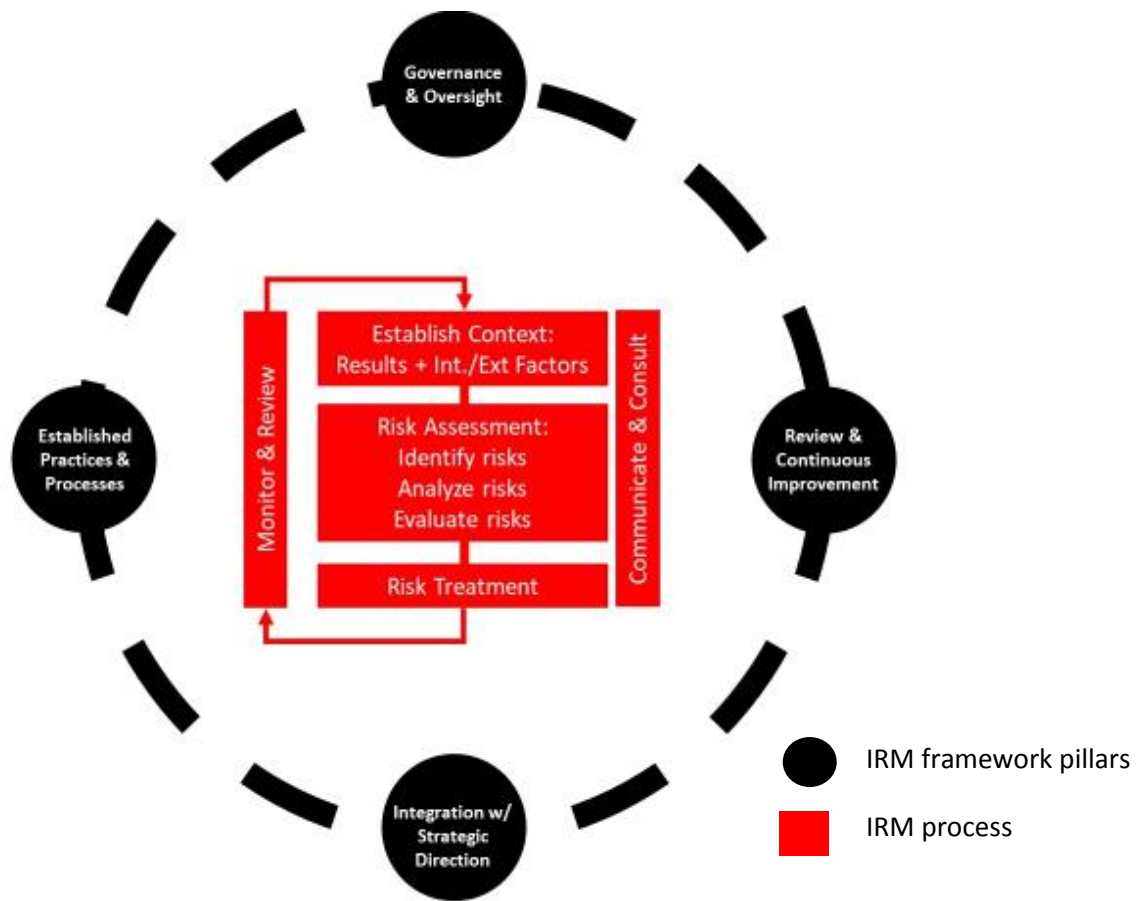 Governance
& Oversight
Established
Practices &
Processes
Monitor & Review
Establish Context:
Results + Int./Ext Factors
Risk Assessment:
Identify risks
Analyze risks
Evaluate risks
Risk Treatment
Communicate & Consult
Review &
Continuous
Improvement
Integration w/
Strategic
Direction
IRM framework pillars
IRM process